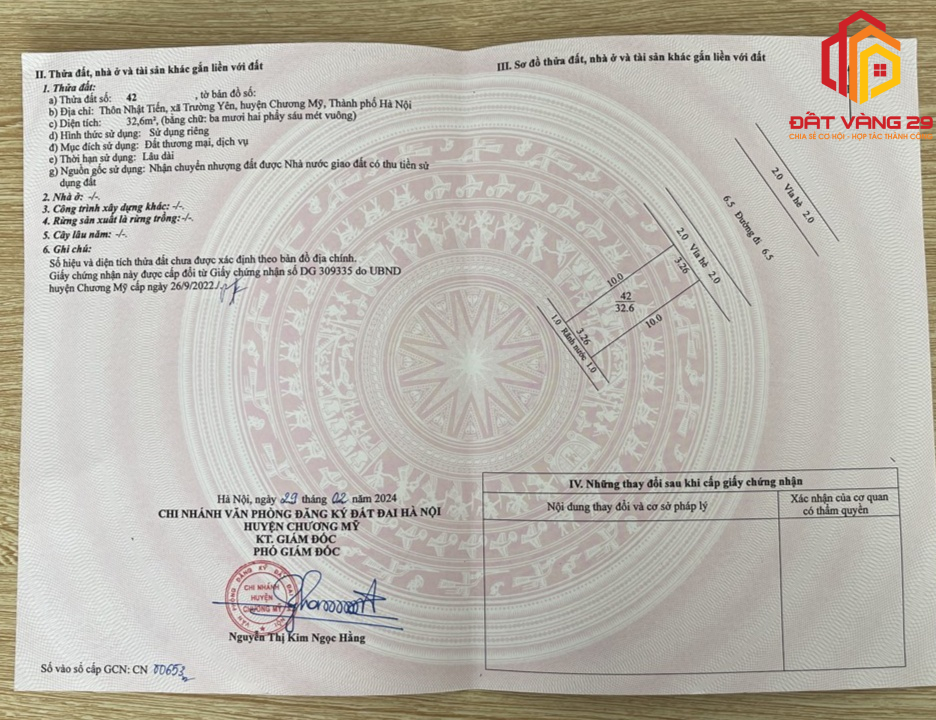 II. Thửa đất, nhà ở và tài sản khác gắn liền với đất
1. Thửa đất:
a) Thửa đất số: 42 , tờ bản đồ số:
b) Địa chỉ: Thôn Nhật Tiến, xã Trường Yên, huyện Chương Mỹ, Thành phố Hà Nội
c) Diện tích: 32,6m², (bằng chữ: ba mươi hai phẩy sáu mét vuông)
d) Hình thức sử dụng: Sử dụng riêng
đ) Mục đích sử dụng: Đất thương mại, dịch vụ
e) Thời hạn sử dụng: Lâu dài
g) Nguồn gốc sử dụng: Nhận chuyển nhượng đất được Nhà nước giao đất có thu tiền sử
dụng đất
2. Nhà ở: -/-.
3. Công trình xây dựng khác: -/-.
4. Rừng sản xuất là rừng trồng: -/-.
5. Cây lâu năm: -/-.
6. Ghi chú:
Số hiệu và diện tích thửa đất chưa được xác định theo bản đồ địa chính.
Giấy chứng nhận này được cấp đổi từ Giấy chứng nhận số DG 309335 do UBND
huyện Chương Mỹ cấp ngày 26/9/2022./.
Hà Nội, ngày 29 tháng 02 năm 2024
CHI NHÁNH VĂN PHÒNG ĐĂNG KÝ ĐẤT ĐAI HÀ NỘI
HUYỆN CHƯƠNG MỸ
KT. GIÁM ĐỐC
PHÓ GIÁM ĐỐC
VĂN PHÒNG ĐĂNG KÝ ĐẤT ĐAI
CHI NHÁNH
HUYỆN
CHƯƠNG MỸ
Nguyễn Thị Kim Ngọc Hằng
Số vào sổ cấp GCN: CN 00653
III. Sơ đồ thửa đất, nhà ở và tài sản khác gắn liền với đất
ĐẤT VÀNG 29
CHIA SẺ CƠ HỘI - HỢP TÁC THÀNH CÔNG
2.0 Vỉa hè 2.0
6.5 Đường đi 6.5
2.0 Vỉa hè 2.0
3.26
10.0
42
32.6
10.0
3.26
1.0 Rãnh nước 1.0
IV. Những thay đổi sau khi cấp giấy chứng nhận
Nội dung thay đổi và cơ sở pháp lý
Xác nhận của cơ quan
có thẩm quyền